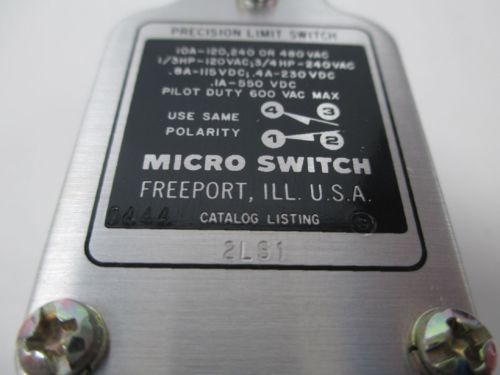 PRECISION LIMIT SWITCH
10A-120,240 OR 480 VAC
1/3HP-120VAC;3/4HP-240VAC
.8A-115VDC;.4A-230VDC
.1A-550 VDC
PILOT DUTY 600 VAC MAX
4 3
USE SAME
POLARITY
1 2
MICRO SWITCH
FREEPORT, ILL. U.S.A.
CATALOG LISTING
2LS1